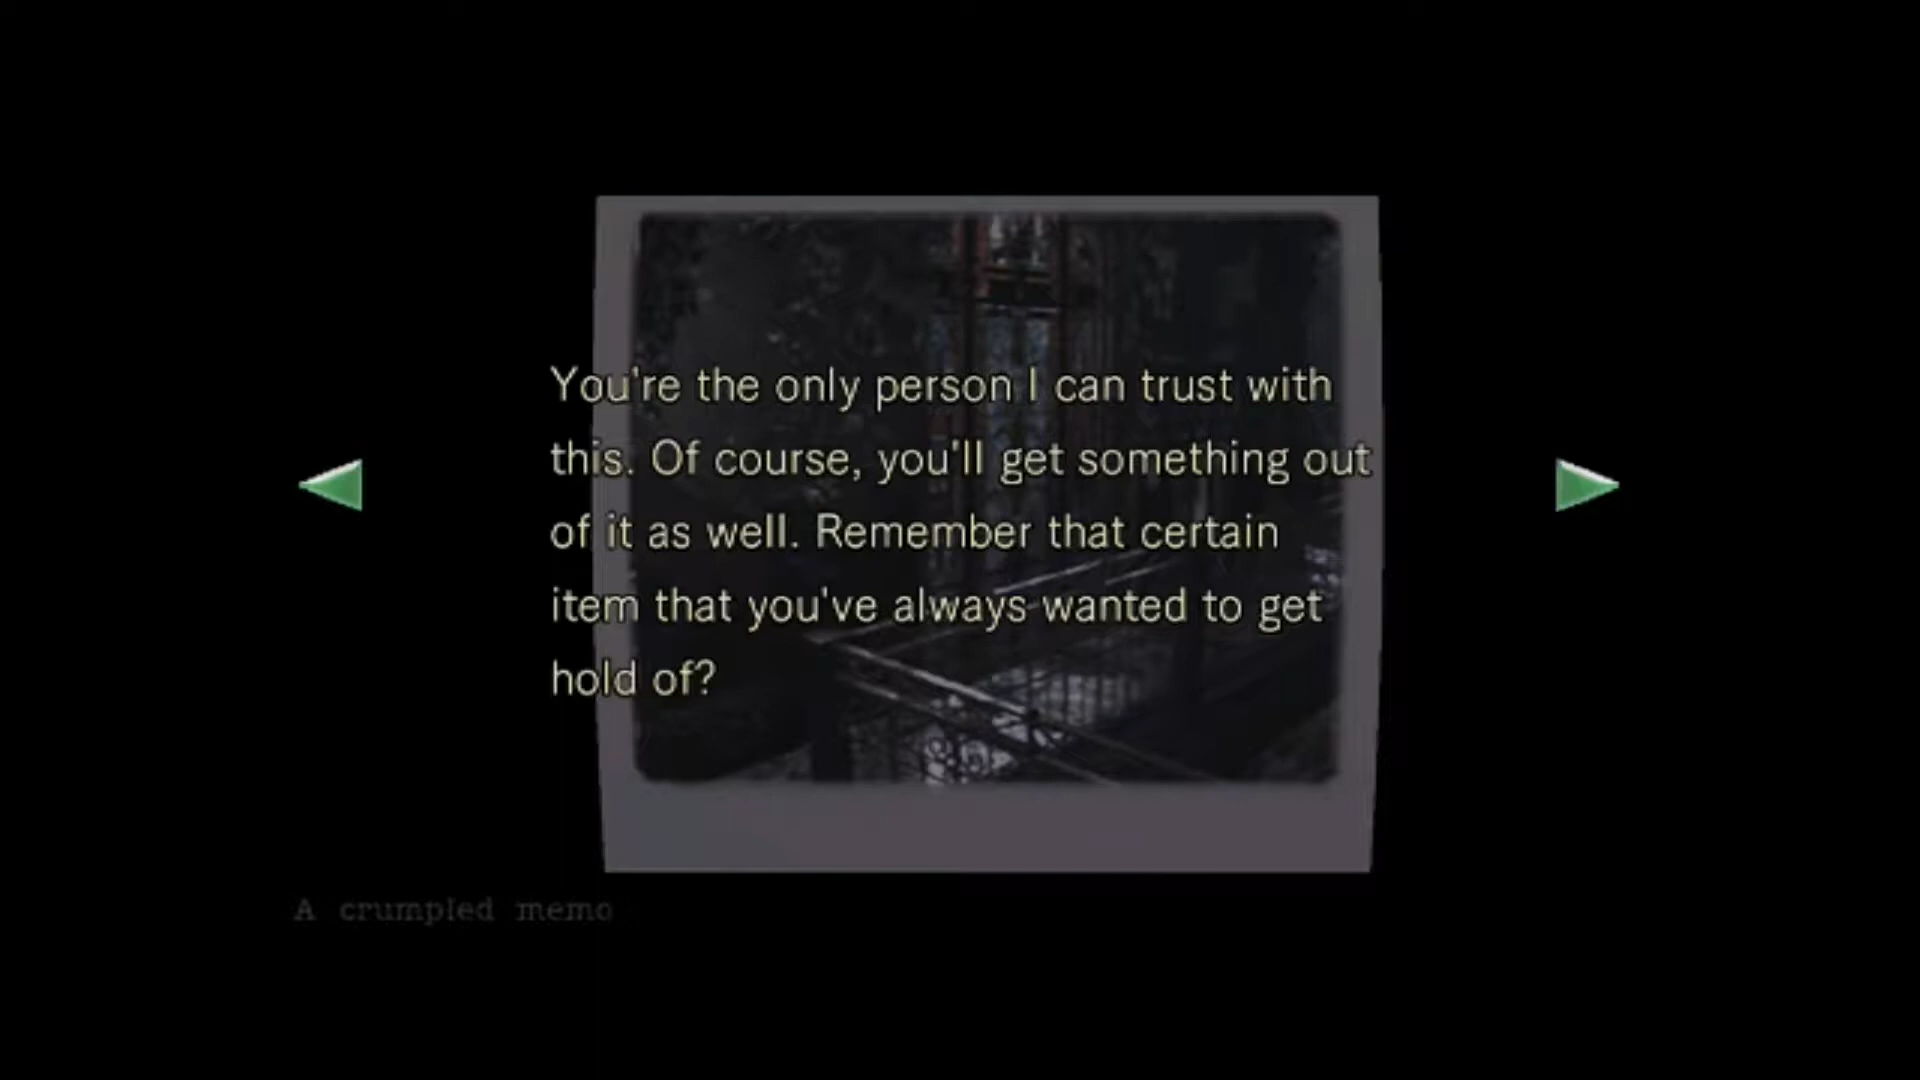 You're the only person I can trust with
this. Of course, you'll get something out
of it as well. Remember that certain
item that you've always wanted to get
hold of?
A crumpled memo